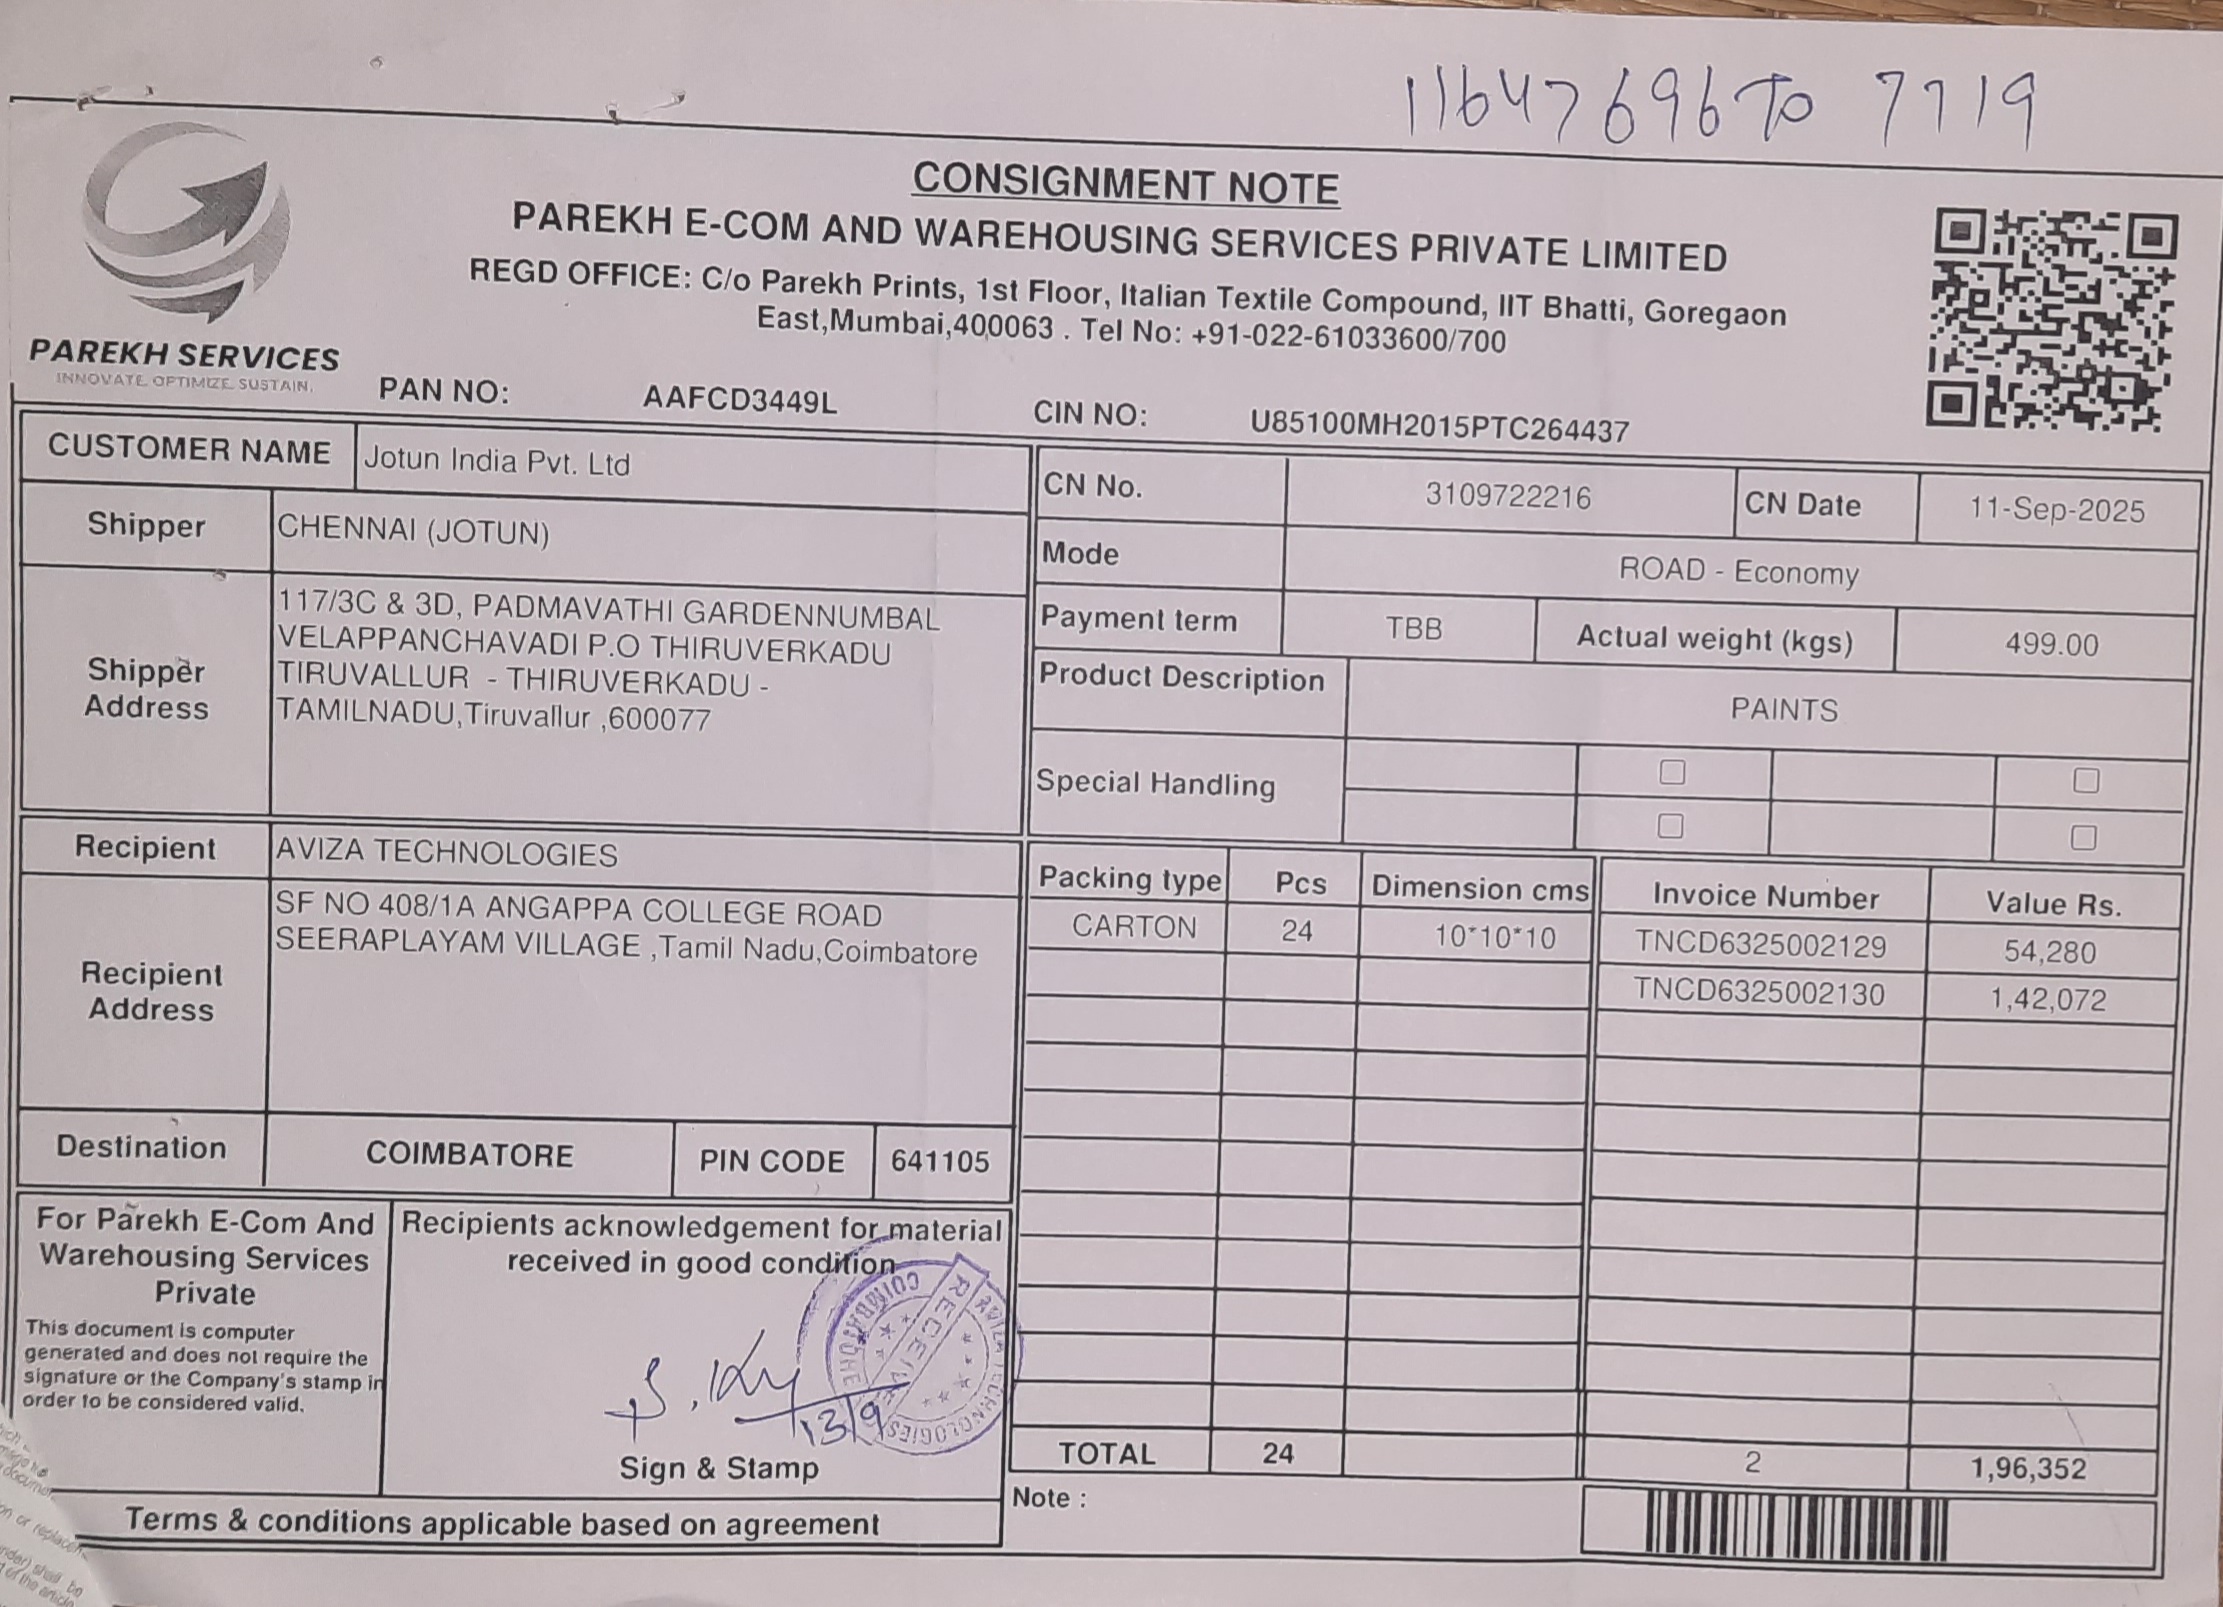 11647696 To 7719
CONSIGNMENT NOTE
PAREKH E-COM AND WAREHOUSING SERVICES PRIVATE LIMITED
REGD OFFICE: C/o Parekh Prints, 1st Floor, Italian Textile Compound, IIT Bhatti, Goregaon
East,Mumbai,400063 . Tel No: +91-022-61033600/700
PAREKH SERVICES
INNOVATE. OPTIMIZE. SUSTAIN.
PAN NO: AAFCD3449L CIN NO: U85100MH2015PTC264437
CUSTOMER NAME Jotun India Pvt. Ltd
Shipper CHENNAI (JOTUN)
Shipper Address
117/3C & 3D, PADMAVATHI GARDENNUMBAL
VELAPPANCHAVADI P.O THIRUVERKADU
TIRUVALLUR - THIRUVERKADU -
TAMILNADU,Tiruvallur ,600077
CN No. 3109722216 CN Date 11-Sep-2025
Mode ROAD - Economy
Payment term TBB Actual weight (kgs) 499.00
Product Description PAINTS
Special Handling
Recipient AVIZA TECHNOLOGIES
Recipient Address
SF NO 408/1A ANGAPPA COLLEGE ROAD
SEERAPLAYAM VILLAGE ,Tamil Nadu,Coimbatore
Destination COIMBATORE PIN CODE 641105
Packing type Pcs Dimension cms Invoice Number Value Rs.
CARTON 24 10*10*10 TNCD6325002129 54,280
TNCD6325002130 1,42,072
TOTAL 24 2 1,96,352
Note :
For Parekh E-Com And
Warehousing Services
Private
This document is computer
generated and does not require the
signature or the Company's stamp in
order to be considered valid.
Recipients acknowledgement for material
received in good condition
AVIZA TECHNOLOGIES
RECEIVED
COIMBATORE
13/9
Sign & Stamp
Terms & conditions applicable based on agreement